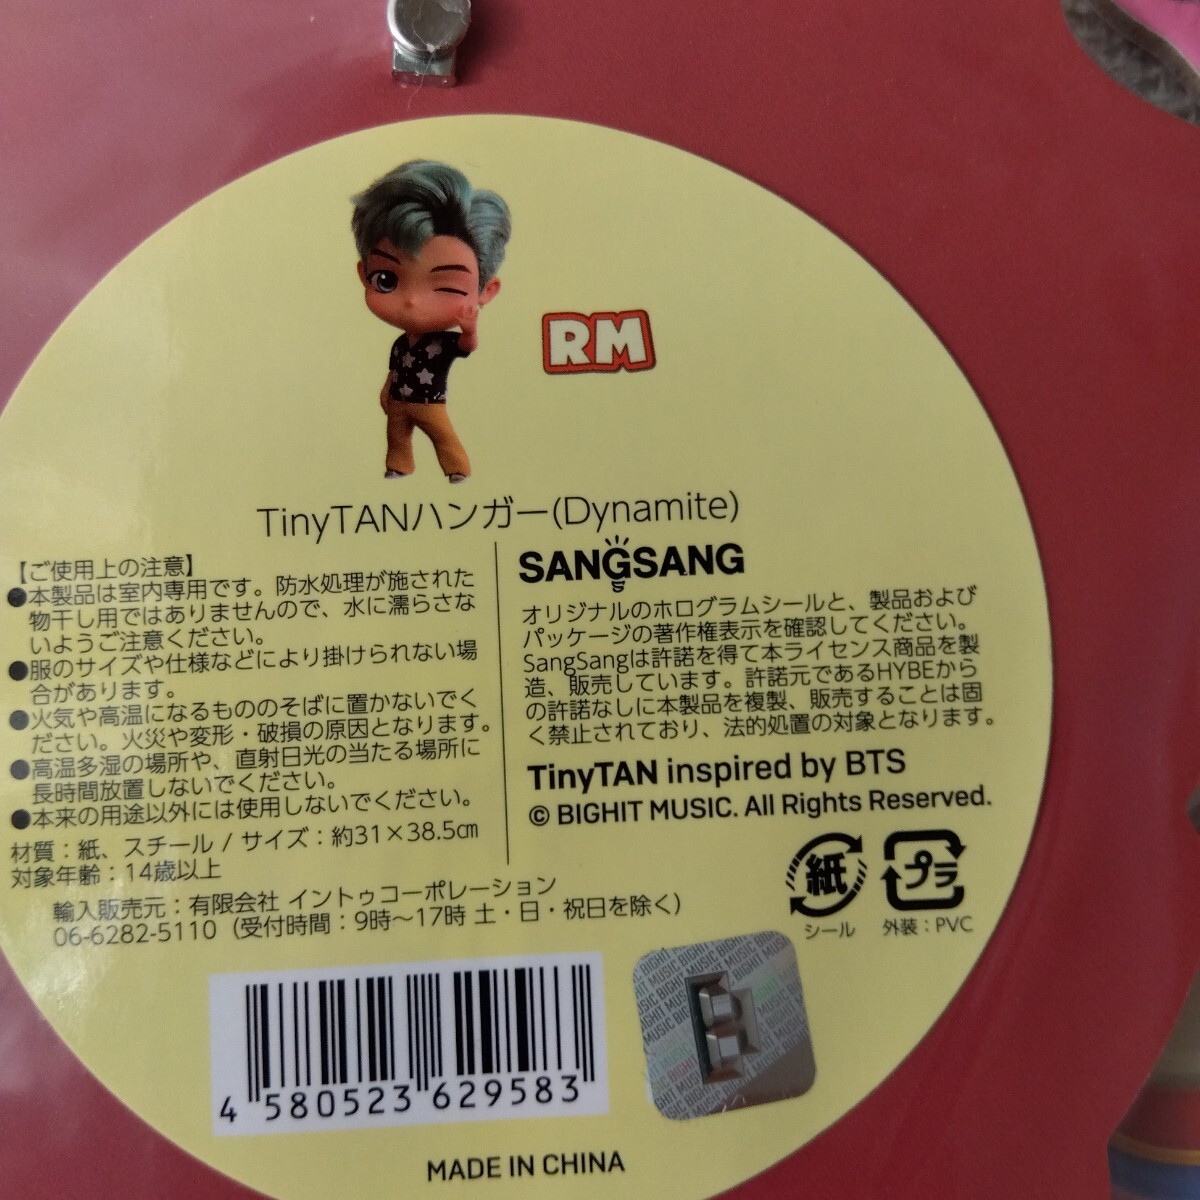 RM
TinyTANハンガー(Dynamite)
【ご使用上の注意】
●本製品は室内専用です。防水処理が施された
物干し用ではありませんので、水に濡らさな
いようご注意ください。
●服のサイズや仕様などにより掛けられない場
合があります。
●火気や高温になるもののそばに置かないでく
ださい。火災や変形・破損の原因となります。
●高温多湿の場所や、直射日光の当たる場所に
長時間放置しないでください。
●本来の用途以外には使用しないでください。
材質：紙、スチール / サイズ：約31×38.5㎝
対象年齢：14歳以上
SANGSANG
オリジナルのホログラムシールと、製品および
パッケージの著作権表示を確認してください。
SangSangは許諾を得て本ライセンス商品を製
造、販売しています。許諾元であるHYBEから
の許諾なしに本製品を複製、販売することは固
く禁止されており、法的処置の対象となります。
TinyTAN inspired by BTS
© BIGHIT MUSIC. All Rights Reserved.
輸入販売元：有限会社 イントゥコーポレーション
06-6282-5110（受付時間：9時～17時 土・日・祝日を除く）
紙
シール
プラ
外装：PVC
BIGHIT MUSIC
4 580523 629583
MADE IN CHINA